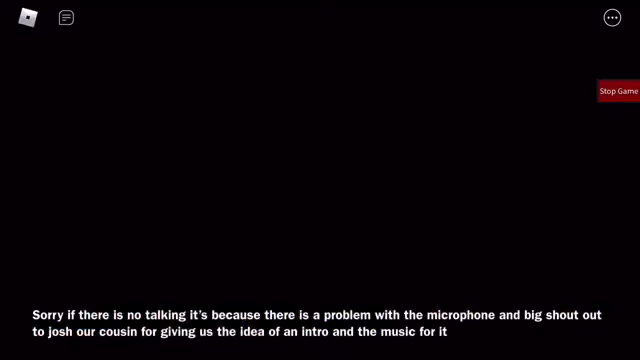 Stop Game
Sorry if there is no talking it's because there is a problem with the microphone and big shout out
to josh our cousin for giving us the idea of an intro and the music for it